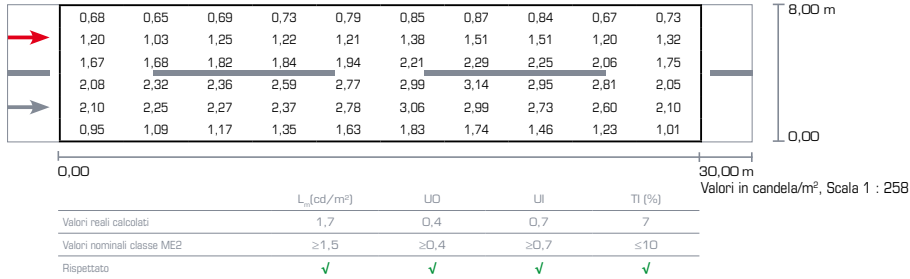 0,68 0,65 0,69 0,73 0,79 0,85 0,87 0,84 0,67 0,73 8,00 m
1,20 1,03 1,25 1,22 1,21 1,38 1,51 1,51 1,20 1,32
1,67 1,68 1,82 1,84 1,94 2,21 2,29 2,25 2,06 1,75
2,08 2,32 2,36 2,59 2,77 2,99 3,14 2,95 2,81 2,05
2,10 2,25 2,27 2,37 2,78 3,06 2,99 2,73 2,60 2,10
0,95 1,09 1,17 1,35 1,63 1,83 1,74 1,46 1,23 1,01 0,00
0,00 30,00 m
Valori in candela/m², Scala 1 : 258
Lm(cd/m²) UO UI TI (%)
Valori reali calcolati 1,7 0,4 0,7 7
Valori nominali classe ME2 ≥1,5 ≥0,4 ≥0,7 ≤10
Rispettato √ √ √ √